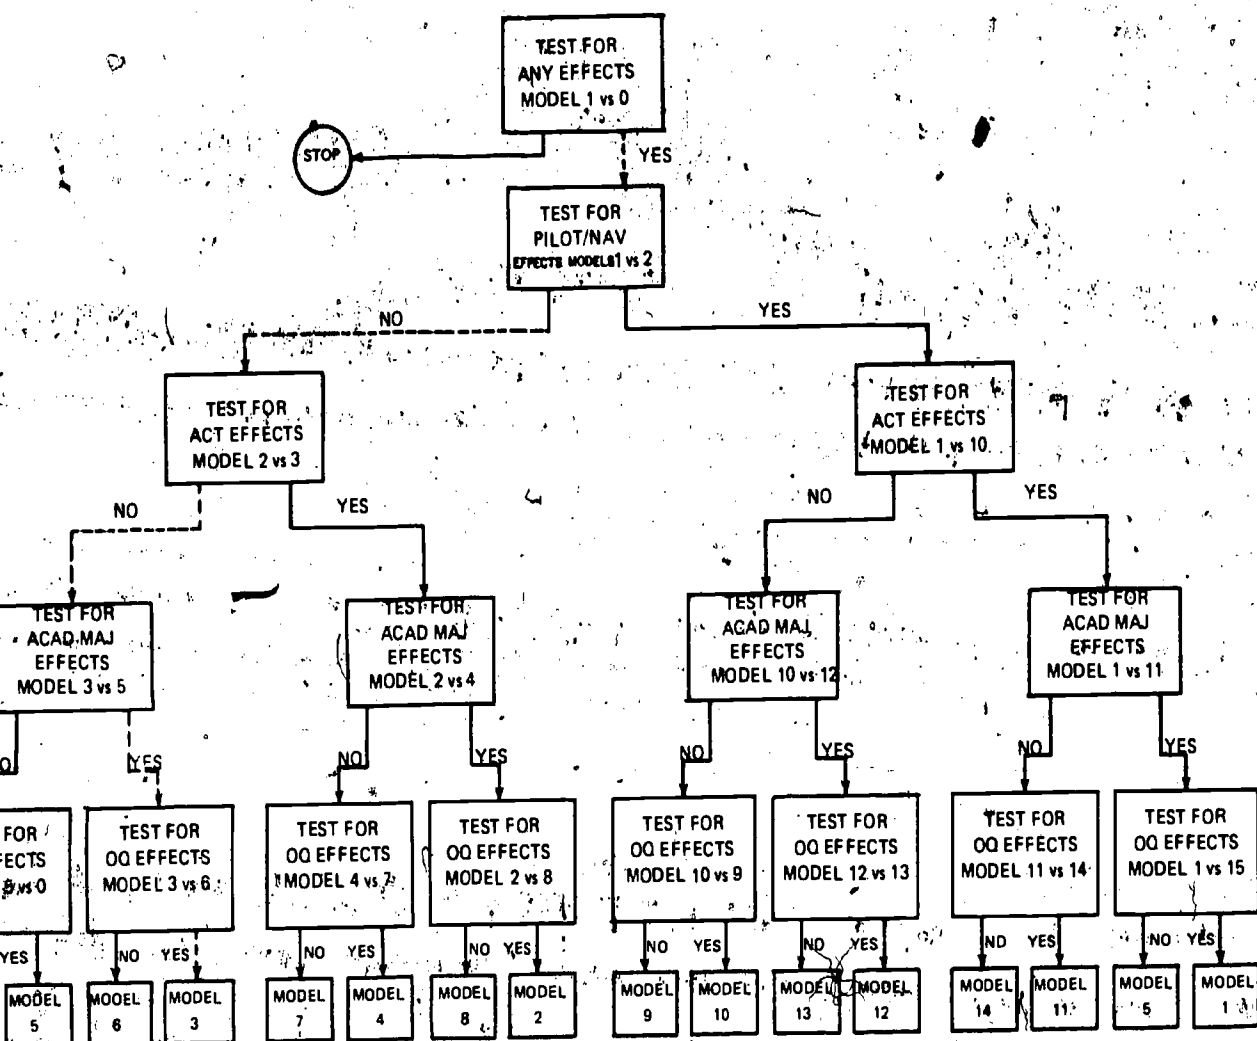 TEST FOR
ANY EFFECTS
MODEL 1 vs 0
STOP
YES
TEST FOR
PILOT/NAV
EFFECTS MODELS 1 vs 2
NO
YES
TEST FOR
ACT EFFECTS
MODEL 2 vs 3
TEST FOR
ACT EFFECTS
MODEL 1 vs 10
NO
YES
NO
YES
TEST FOR
ACAD MAJ
EFFECTS
MODEL 3 vs 5
TEST FOR
ACAD MAJ
EFFECTS
MODEL 2 vs 4
TEST FOR
ACAD MAJ
EFFECTS
MODEL 10 vs 12
TEST FOR
ACAD MAJ
EFFECTS
MODEL 1 vs 11
YES
NO
YES
NO
YES
NO
YES
FOR
vs 0
TEST FOR
OQ EFFECTS
MODEL 3 vs 6
TEST FOR
OQ EFFECTS
MODEL 4 vs 7
TEST FOR
OQ EFFECTS
MODEL 2 vs 8
TEST FOR
OQ EFFECTS
MODEL 10 vs 9
TEST FOR
OQ EFFECTS
MODEL 12 vs 13
TEST FOR
OQ EFFECTS
MODEL 11 vs 14
TEST FOR
OQ EFFECTS
MODEL 1 vs 15
YES
NO YES
NO YES
NO YES
NO YES
NO YES
NO YES
NO YES
MODEL
5
MODEL
6
MODEL
3
MODEL
7
MODEL
4
MODEL
8
MODEL
2
MODEL
9
MODEL
10
MODEL
13
MODEL
12
MODEL
14
MODEL
11
MODEL
5
MODEL
1